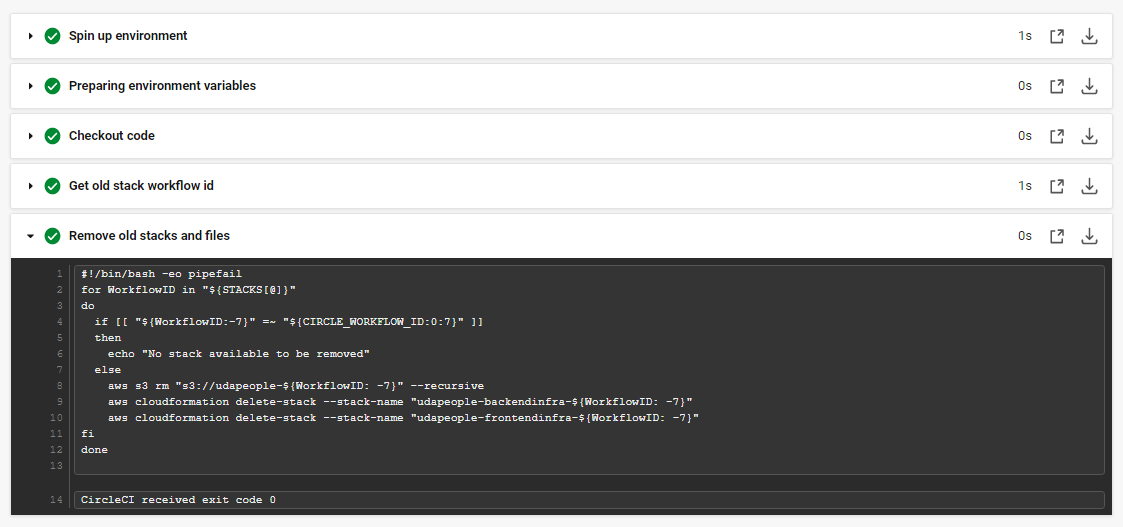 Spin up environment 1s
Preparing environment variables 0s
Checkout code 0s
Get old stack workflow id 1s
Remove old stacks and files 0s
1 #!/bin/bash -eo pipefail
2 for WorkflowID in "${STACKS[@]}"
3 do
4   if [[ "${WorkflowID:-7}" =~ "${CIRCLE_WORKFLOW_ID:0:7}" ]]
5   then
6     echo "No stack available to be removed"
7   else
8     aws s3 rm "s3://udapeople-${WorkflowID: -7}" --recursive
9     aws cloudformation delete-stack --stack-name "udapeople-backendinfra-${WorkflowID: -7}"
10     aws cloudformation delete-stack --stack-name "udapeople-frontendinfra-${WorkflowID: -7}"
11 fi
12 done
13
14 CircleCI received exit code 0